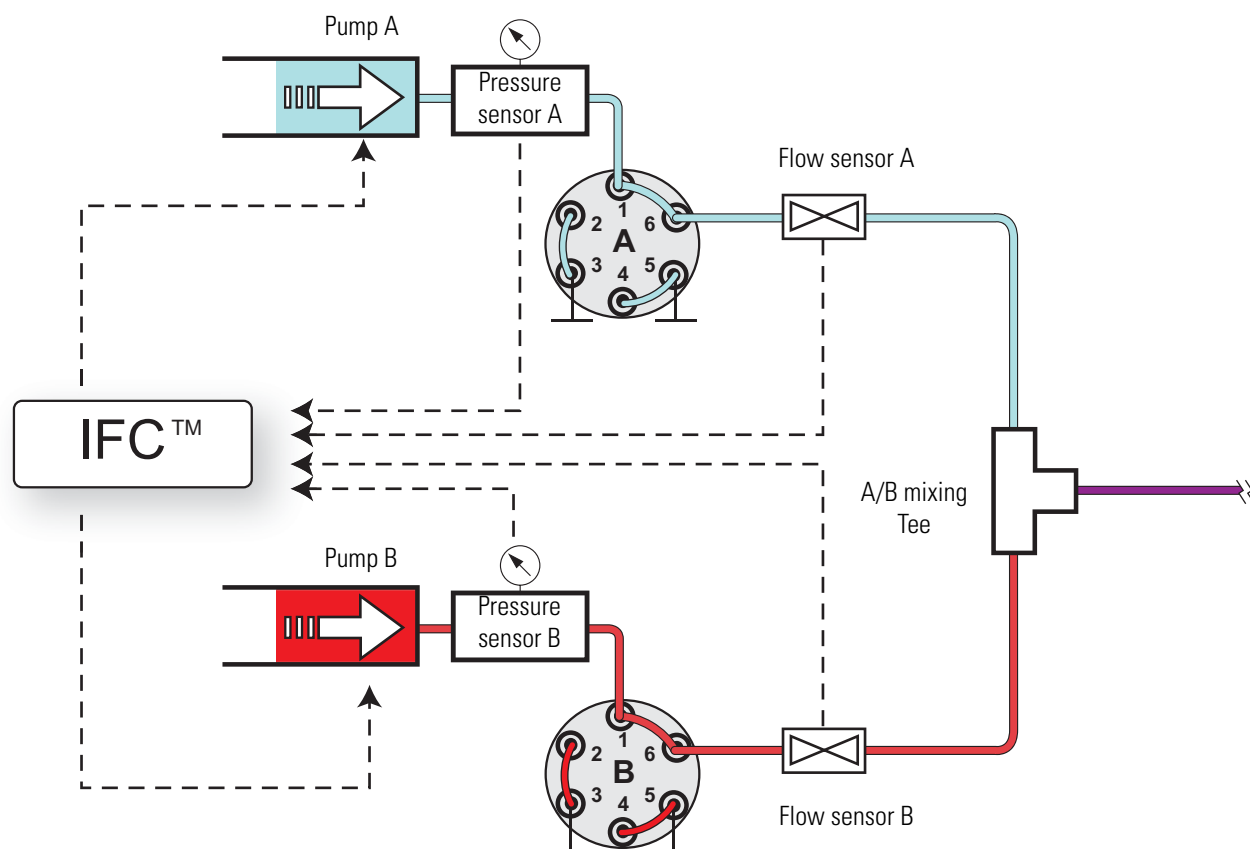 Pump A
Pressure
sensor A
Flow sensor A
1
2
6
A
3
4
5
IFC™
A/B mixing
Tee
Pump B
Pressure
sensor B
1
2
6
B
3
4
5
Flow sensor B